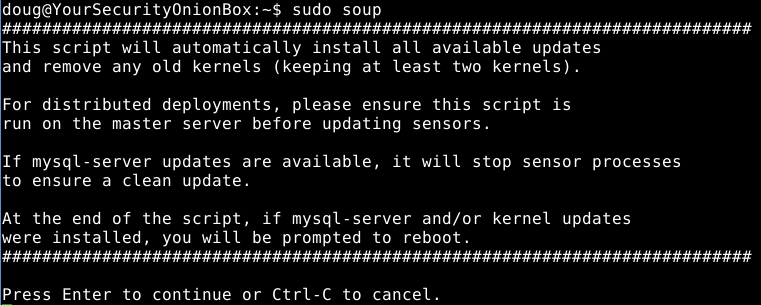 doug@YourSecurityOnionBox:~$ sudo soup
###########################################################################
This script will automatically install all available updates
and remove any old kernels (keeping at least two kernels).
For distributed deployments, please ensure this script is
run on the master server before updating sensors.
If mysql-server updates are available, it will stop sensor processes
to ensure a clean update.
At the end of the script, if mysql-server and/or kernel updates
were installed, you will be prompted to reboot.
###########################################################################
Press Enter to continue or Ctrl-C to cancel.